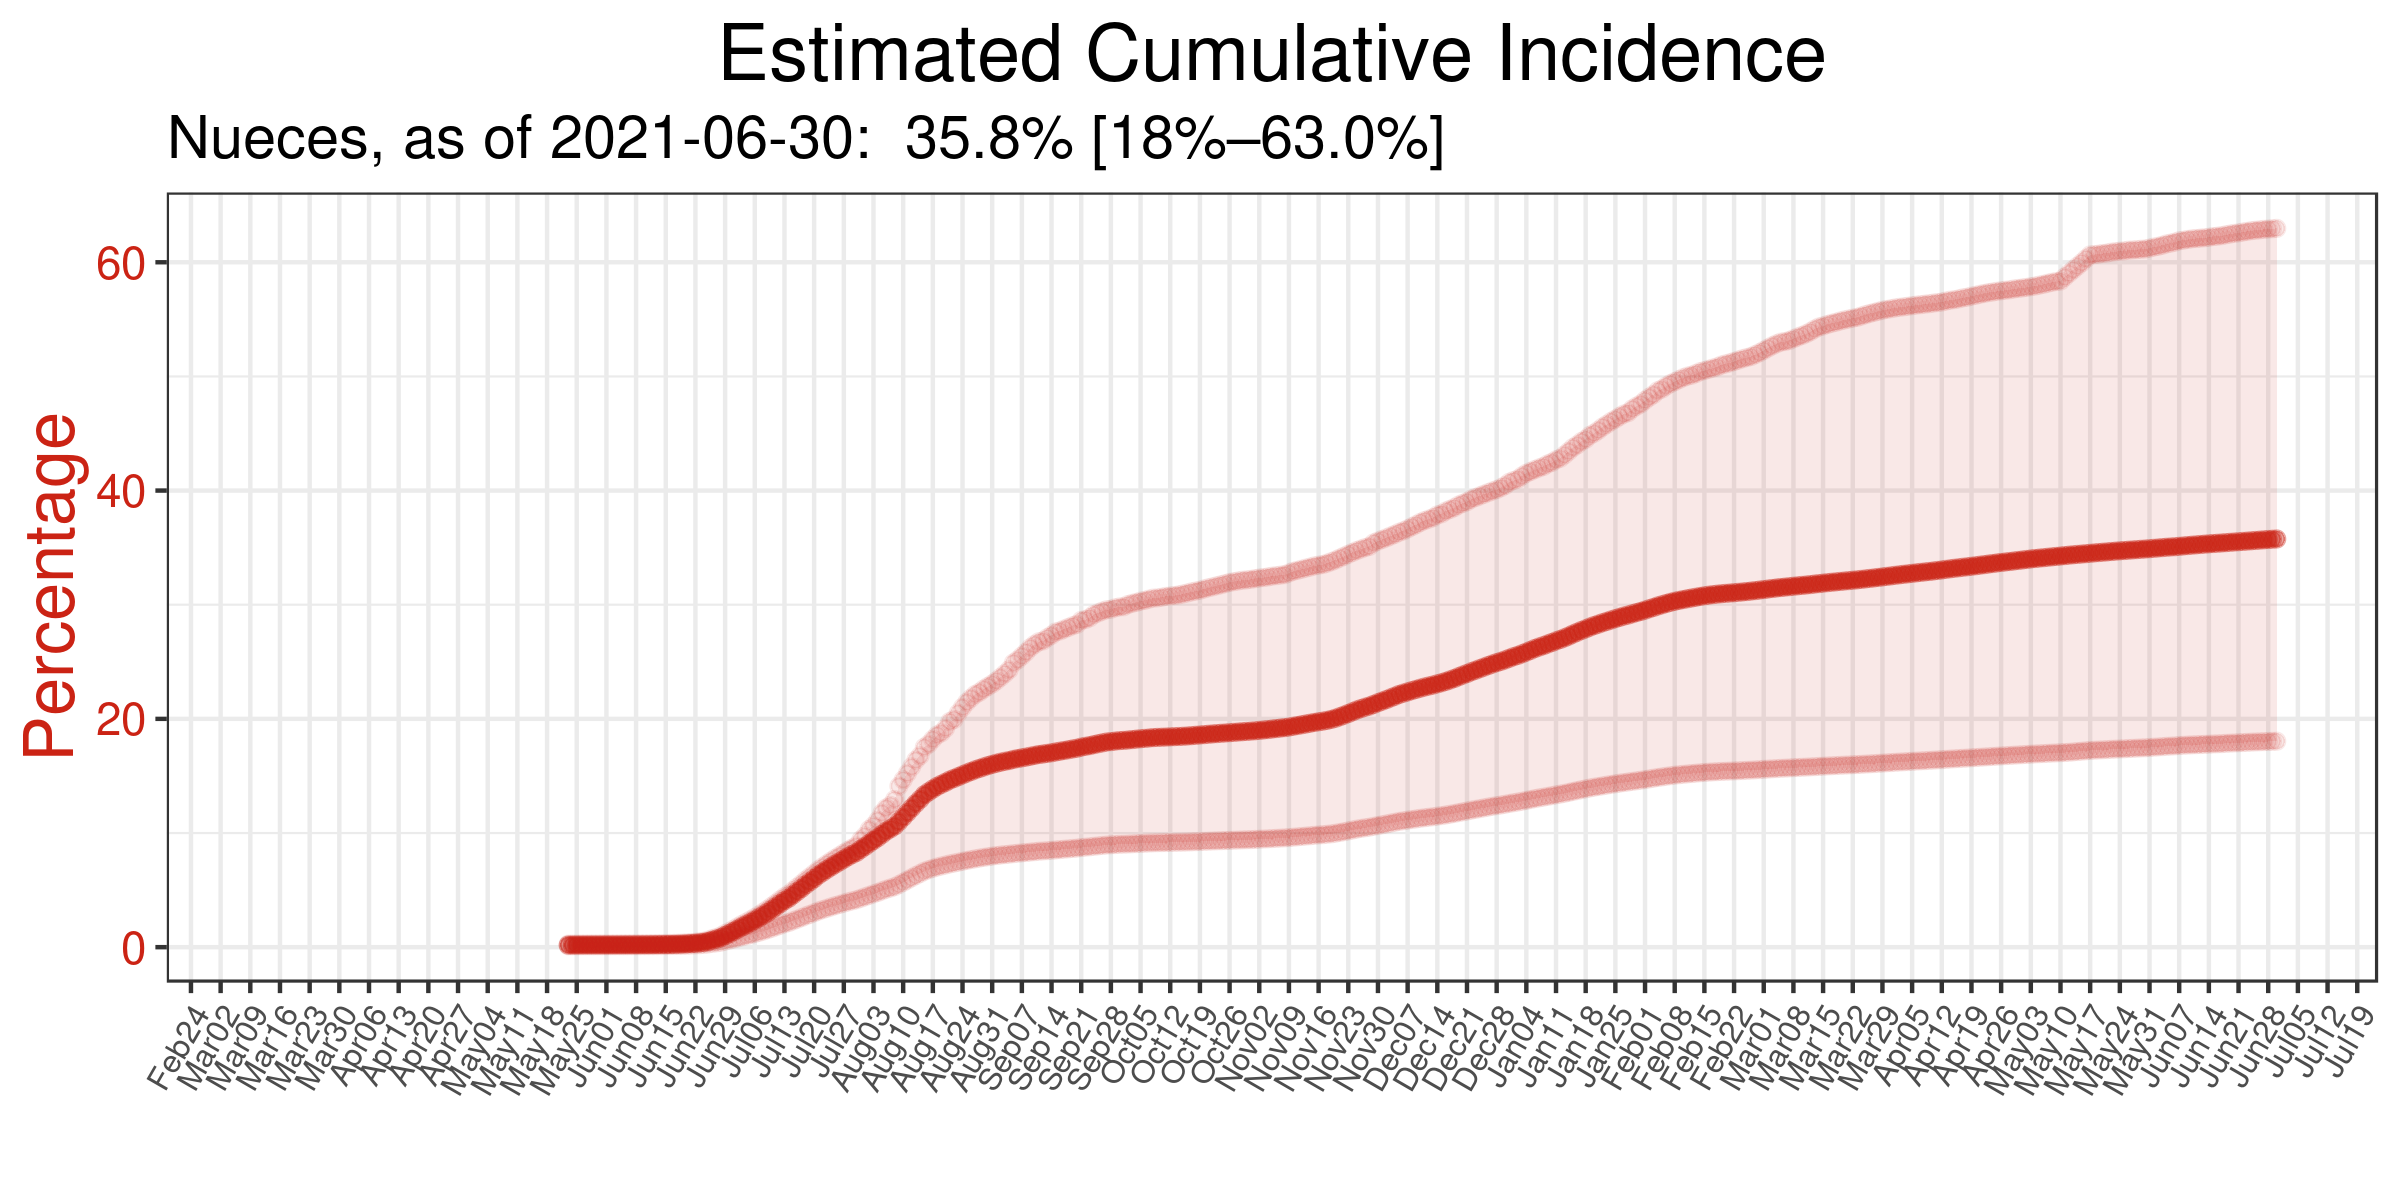 Estimated Cumulative Incidence
Nueces, as of 2021-06-30:  35.8% [18%–63.0%]
Percentage
60
40
20
0
Feb24
Mar02
Mar09
Mar16
Mar23
Mar30
Apr06
Apr13
Apr20
Apr27
May04
May11
May18
May25
Jun01
Jun08
Jun15
Jun22
Jun29
Jul06
Jul13
Jul20
Jul27
Aug03
Aug10
Aug17
Aug24
Aug31
Sep07
Sep14
Sep21
Sep28
Oct05
Oct12
Oct19
Oct26
Nov02
Nov09
Nov16
Nov23
Nov30
Dec07
Dec14
Dec21
Dec28
Jan04
Jan11
Jan18
Jan25
Feb01
Feb08
Feb15
Feb22
Mar01
Mar08
Mar15
Mar22
Mar29
Apr05
Apr12
Apr19
Apr26
May03
May10
May17
May24
May31
Jun07
Jun14
Jun21
Jun28
Jul05
Jul12
Jul19